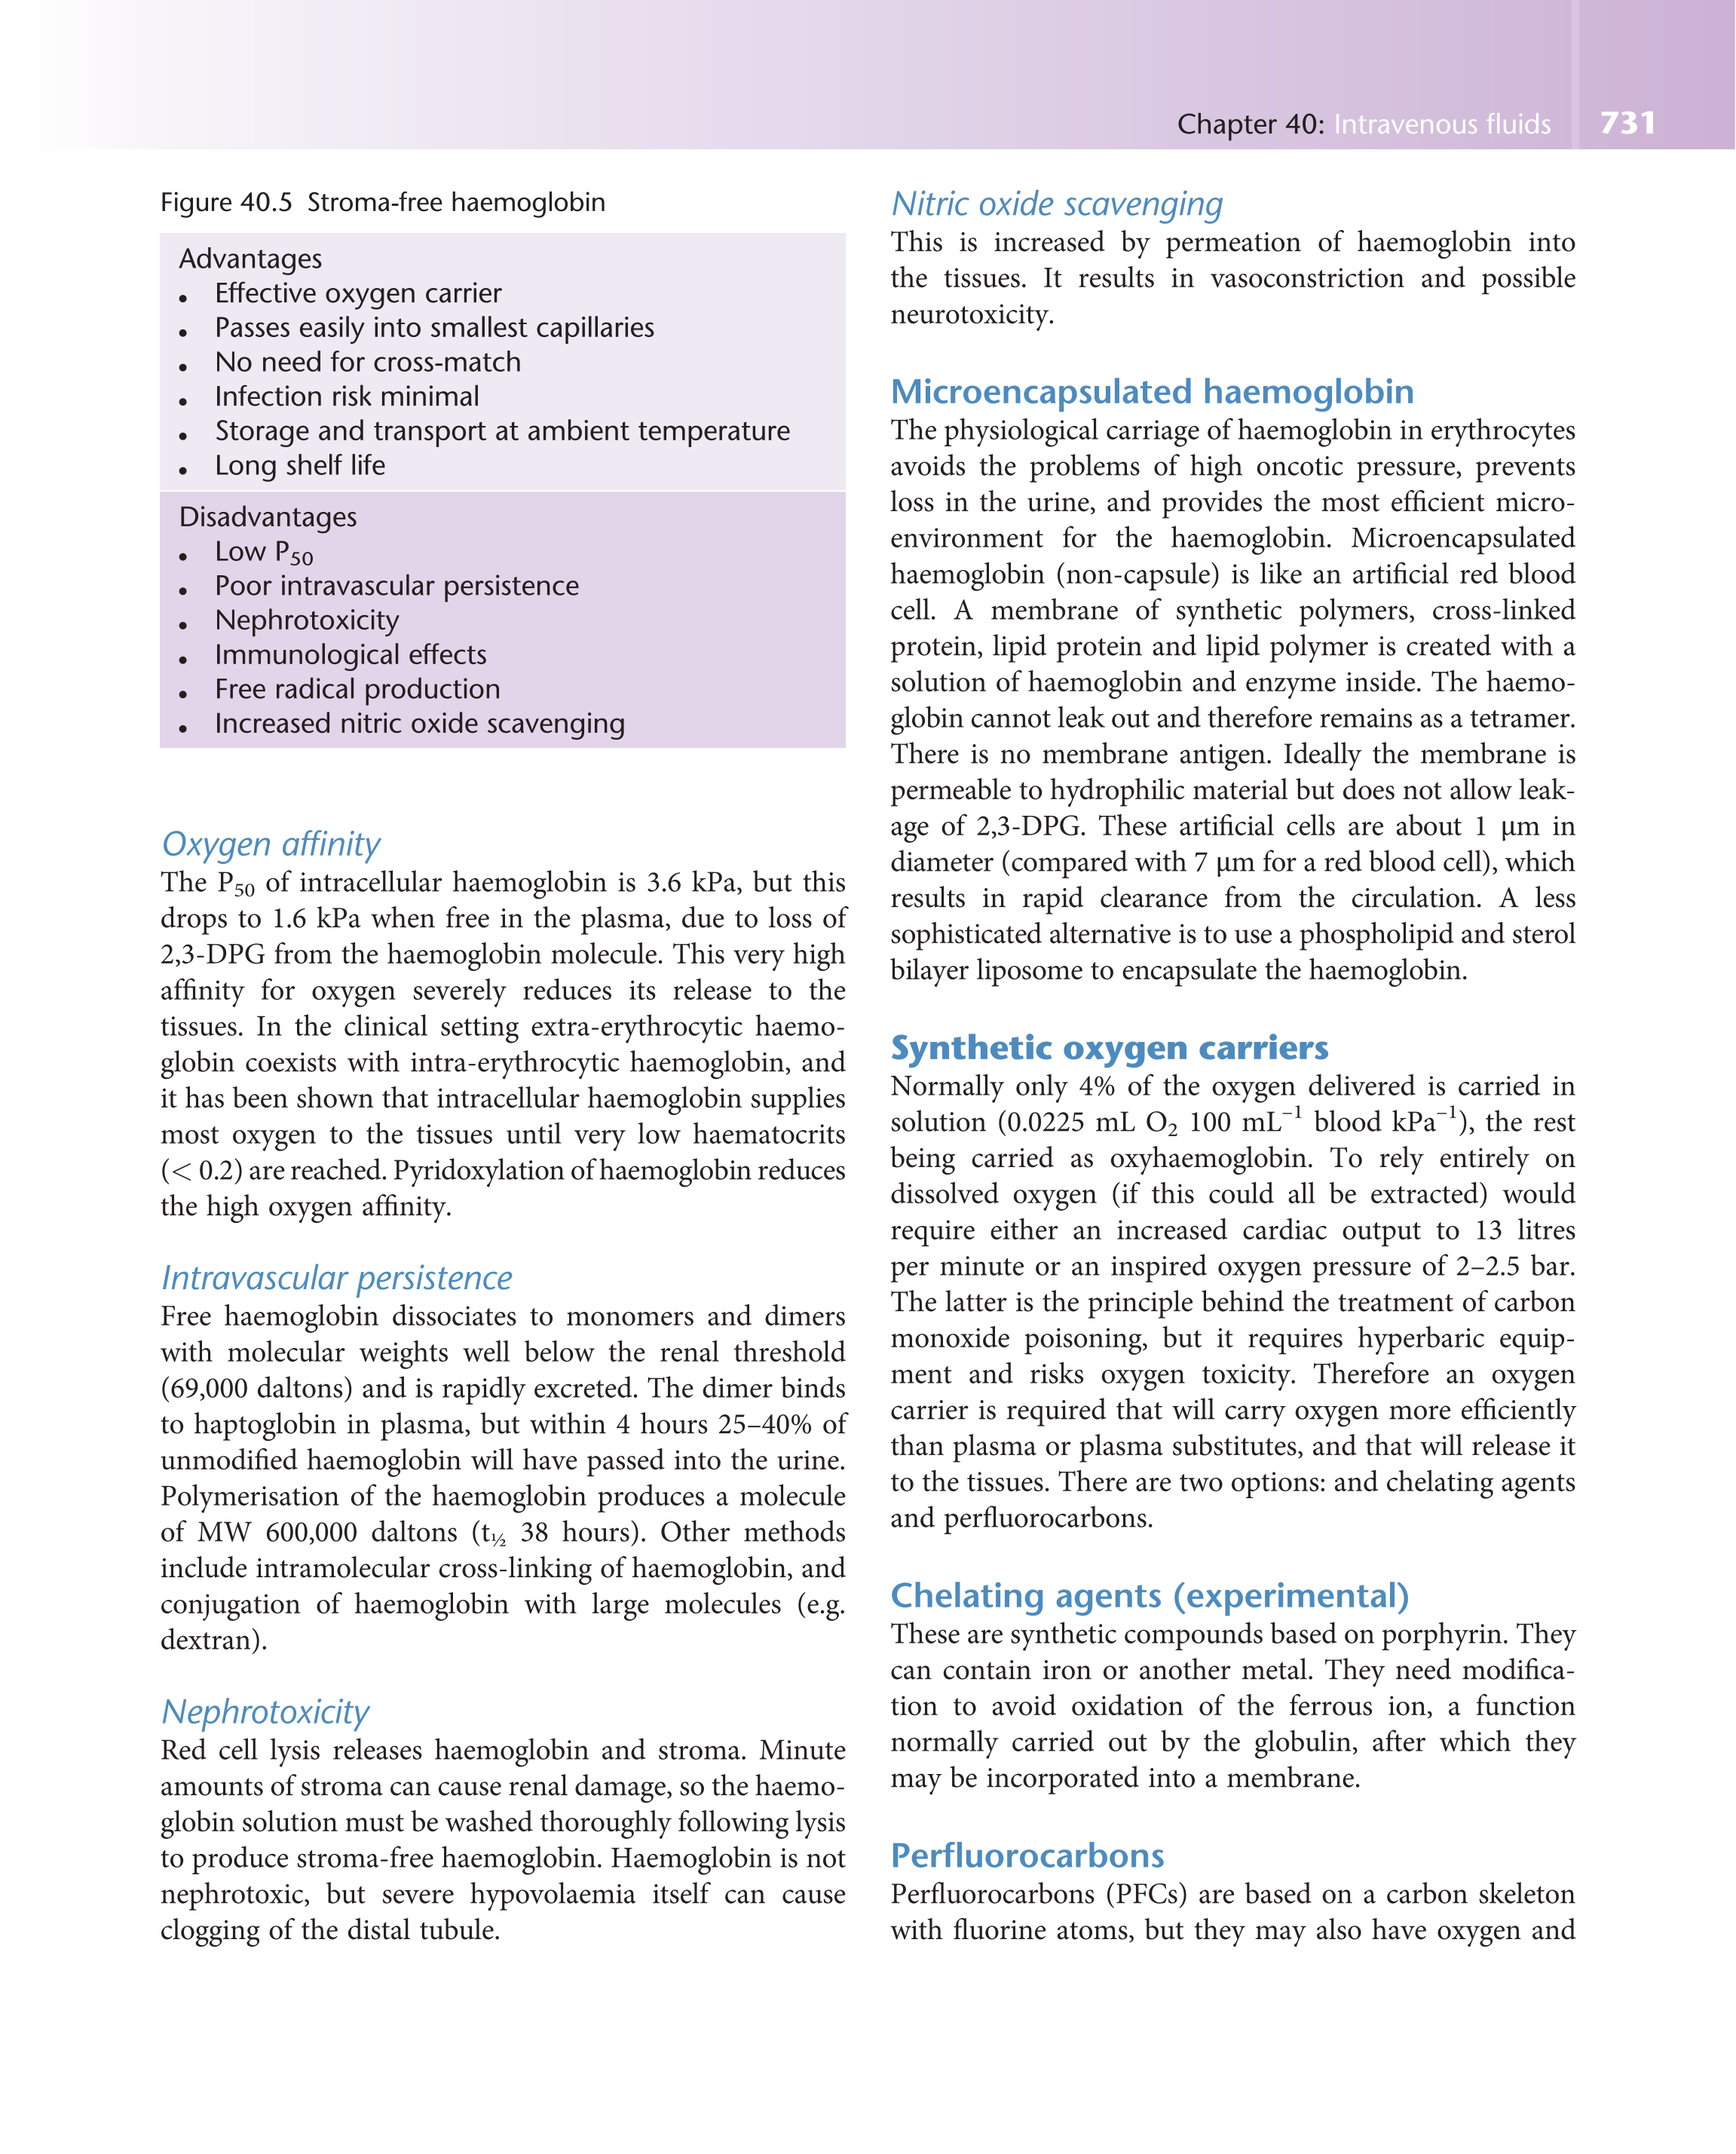 Chapter 40: Intravenous fluids 731
Figure 40.5 Stroma-free haemoglobin
Advantages
• Effective oxygen carrier
• Passes easily into smallest capillaries
• No need for cross-match
• Infection risk minimal
• Storage and transport at ambient temperature
• Long shelf life
Disadvantages
• Low P50
• Poor intravascular persistence
• Nephrotoxicity
• Immunological effects
• Free radical production
• Increased nitric oxide scavenging
Oxygen affinity
The P50 of intracellular haemoglobin is 3.6 kPa, but this
drops to 1.6 kPa when free in the plasma, due to loss of
2,3-DPG from the haemoglobin molecule. This very high
affinity for oxygen severely reduces its release to the
tissues. In the clinical setting extra-erythrocytic haemo-
globin coexists with intra-erythrocytic haemoglobin, and
it has been shown that intracellular haemoglobin supplies
most oxygen to the tissues until very low haematocrits
(< 0.2) are reached. Pyridoxylation of haemoglobin reduces
the high oxygen affinity.
Intravascular persistence
Free haemoglobin dissociates to monomers and dimers
with molecular weights well below the renal threshold
(69,000 daltons) and is rapidly excreted. The dimer binds
to haptoglobin in plasma, but within 4 hours 25–40% of
unmodified haemoglobin will have passed into the urine.
Polymerisation of the haemoglobin produces a molecule
of MW 600,000 daltons (t½ 38 hours). Other methods
include intramolecular cross-linking of haemoglobin, and
conjugation of haemoglobin with large molecules (e.g.
dextran).
Nephrotoxicity
Red cell lysis releases haemoglobin and stroma. Minute
amounts of stroma can cause renal damage, so the haemo-
globin solution must be washed thoroughly following lysis
to produce stroma-free haemoglobin. Haemoglobin is not
nephrotoxic, but severe hypovolaemia itself can cause
clogging of the distal tubule.
Nitric oxide scavenging
This is increased by permeation of haemoglobin into
the tissues. It results in vasoconstriction and possible
neurotoxicity.
Microencapsulated haemoglobin
The physiological carriage of haemoglobin in erythrocytes
avoids the problems of high oncotic pressure, prevents
loss in the urine, and provides the most efficient micro-
environment for the haemoglobin. Microencapsulated
haemoglobin (non-capsule) is like an artificial red blood
cell. A membrane of synthetic polymers, cross-linked
protein, lipid protein and lipid polymer is created with a
solution of haemoglobin and enzyme inside. The haemo-
globin cannot leak out and therefore remains as a tetramer.
There is no membrane antigen. Ideally the membrane is
permeable to hydrophilic material but does not allow leak-
age of 2,3-DPG. These artificial cells are about 1 µm in
diameter (compared with 7 µm for a red blood cell), which
results in rapid clearance from the circulation. A less
sophisticated alternative is to use a phospholipid and sterol
bilayer liposome to encapsulate the haemoglobin.
Synthetic oxygen carriers
Normally only 4% of the oxygen delivered is carried in
solution (0.0225 mL O2 100 mL–1 blood kPa–1), the rest
being carried as oxyhaemoglobin. To rely entirely on
dissolved oxygen (if this could all be extracted) would
require either an increased cardiac output to 13 litres
per minute or an inspired oxygen pressure of 2–2.5 bar.
The latter is the principle behind the treatment of carbon
monoxide poisoning, but it requires hyperbaric equip-
ment and risks oxygen toxicity. Therefore an oxygen
carrier is required that will carry oxygen more efficiently
than plasma or plasma substitutes, and that will release it
to the tissues. There are two options: and chelating agents
and perfluorocarbons.
Chelating agents (experimental)
These are synthetic compounds based on porphyrin. They
can contain iron or another metal. They need modifica-
tion to avoid oxidation of the ferrous ion, a function
normally carried out by the globulin, after which they
may be incorporated into a membrane.
Perfluorocarbons
Perfluorocarbons (PFCs) are based on a carbon skeleton
with fluorine atoms, but they may also have oxygen and